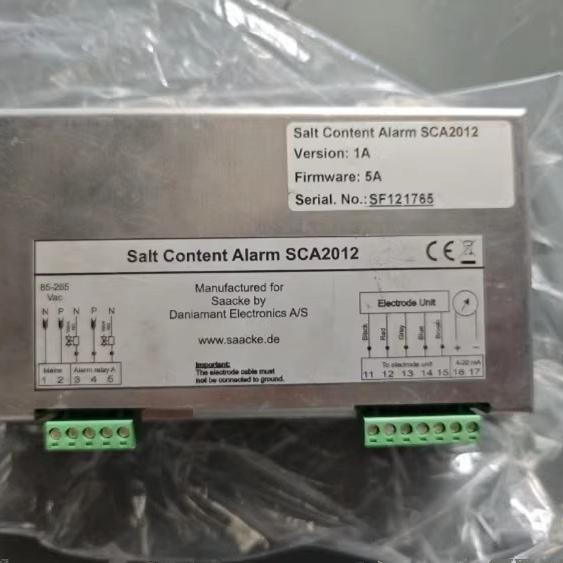 Salt Content Alarm SCA2012
Version: 1A
Firmware: 5A
Serial. No.: SF121765
Salt Content Alarm SCA2012
CE
85-265
Vac
N P N P N
Mains
Alarm relay A
1 2 3 4 5
Manufactured for
Saacke by
Daniamant Electronics A/S
www.saacke.de
Important:
The electrode cable must
not be connected to ground.
Electrode Unit
Black
Red
Grey
Blue
+ -
To electrode unit
4-20 mA
11 12 13 14 15 16 17